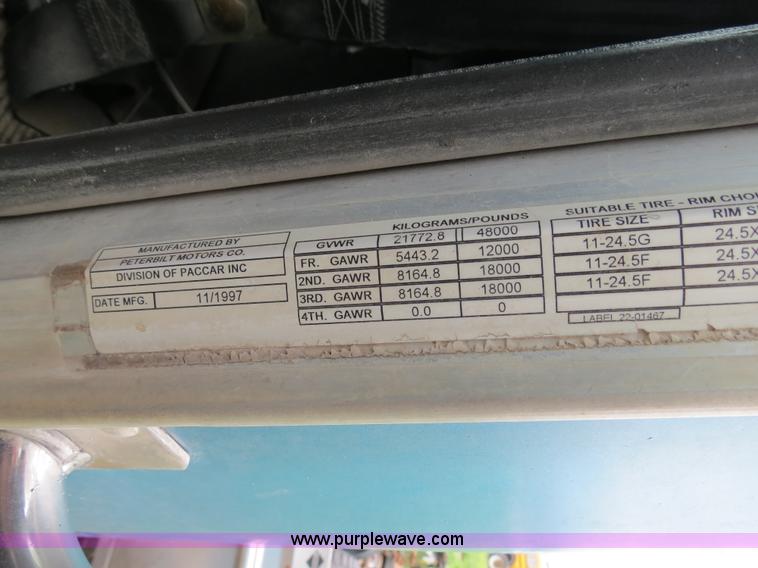 MANUFACTURED BY
PETERBILT MOTORS CO.
DIVISION OF PACCAR INC
DATE MFG. 11/1997
KILOGRAMS/POUNDS
GVWR 21772.8 48000
FR. GAWR 5443.2 12000
2ND. GAWR 8164.8 18000
3RD. GAWR 8164.8 18000
4TH. GAWR 0.0 0
SUITABLE TIRE - RIM CHO
TIRE SIZE RIM S
11-24.5G 24.5X
11-24.5F 24.5X
11-24.5F 24.5X
LABEL 22-01467
www.purplewave.com